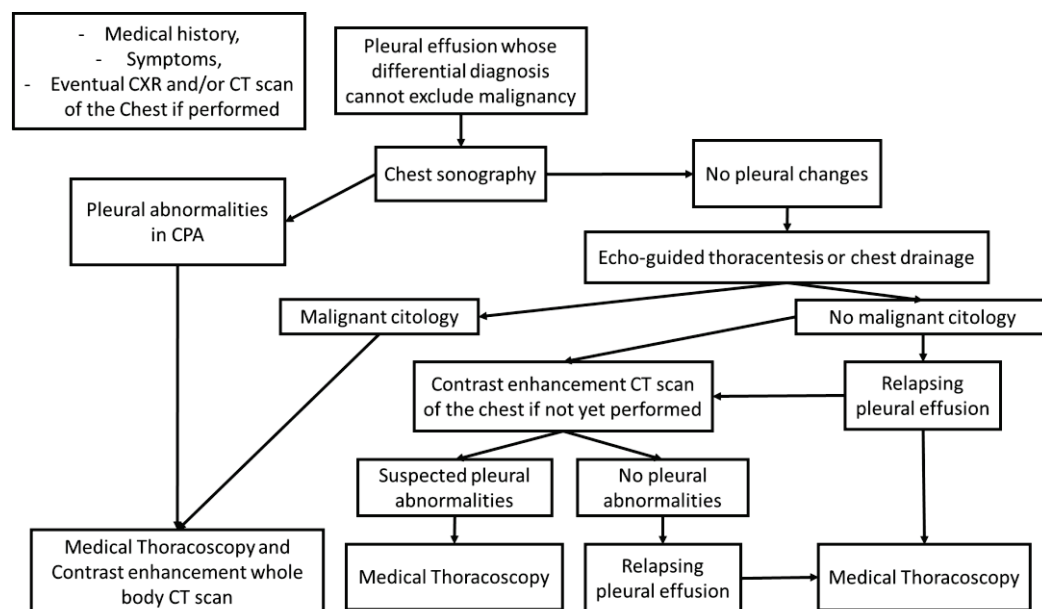 - Medical history,
- Symptoms,
- Eventual CXR and/or CT scan
of the Chest if performed
Pleural effusion whose
differential diagnosis
cannot exclude malignancy
Chest sonography
No pleural changes
Pleural abnormalities
in CPA
Echo-guided thoracentesis or chest drainage
Malignant citology
No malignant citology
Contrast enhancement CT scan
of the chest if not yet performed
Relapsing
pleural effusion
Suspected pleural
abnormalities
No pleural
abnormalities
Medical Thoracoscopy and
Contrast enhancement whole
body CT scan
Medical Thoracoscopy
Relapsing
pleural effusion
Medical Thoracoscopy